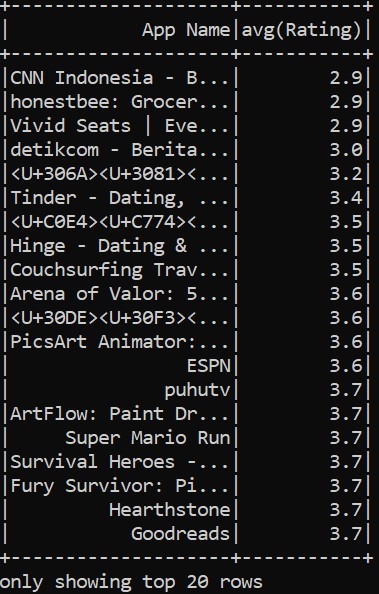 +--------------------+-----------+
|            App Name|avg(Rating)|
+--------------------+-----------+
|CNN Indonesia - B...|        2.9|
|honestbee: Grocer...|        2.9|
|Vivid Seats | Eve...|        2.9|
|detikcom - Berita...|        3.0|
|<U+306A><U+3081><...|        3.2|
|Tinder - Dating, ...|        3.4|
|<U+C0E4><U+C774><...|        3.5|
|Hinge - Dating & ...|        3.5|
|Couchsurfing Trav...|        3.5|
|Arena of Valor: 5...|        3.6|
|<U+30DE><U+30F3><...|        3.6|
|PicsArt Animator:...|        3.6|
|                ESPN|        3.6|
|              puhutv|        3.7|
|ArtFlow: Paint Dr...|        3.7|
|     Super Mario Run|        3.7|
|Survival Heroes -...|        3.7|
|Fury Survivor: Pi...|        3.7|
|         Hearthstone|        3.7|
|           Goodreads|        3.7|
+--------------------+-----------+
only showing top 20 rows